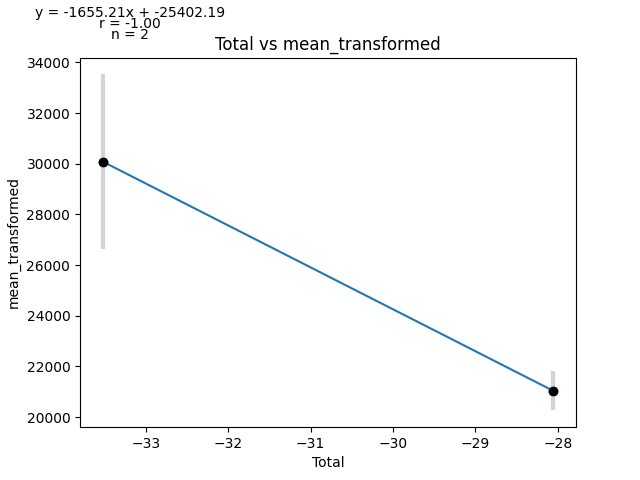 y = -1655.21x + -25402.19
r = -1.00
n = 2
Total vs mean_transformed
34000
32000
30000
28000
26000
24000
22000
20000
mean_transformed
−33
−32
−31
−30
−29
−28
Total